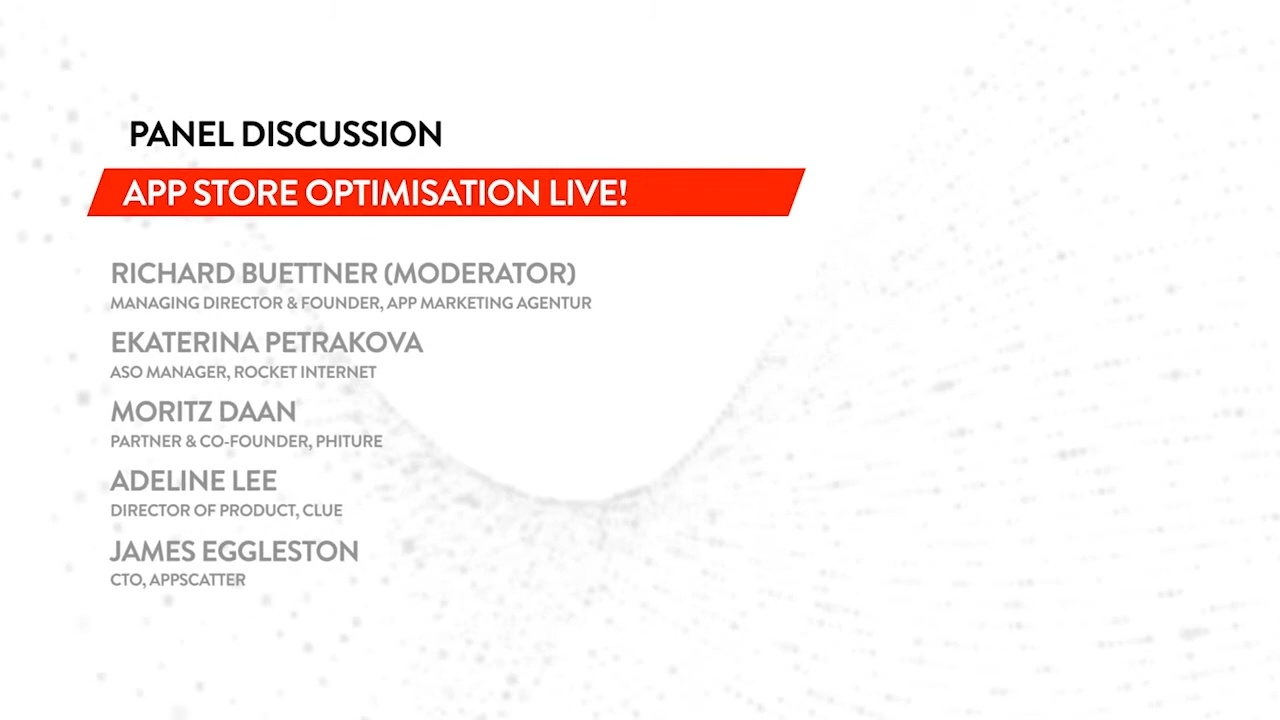 PANEL DISCUSSION
APP STORE OPTIMISATION LIVE!
RICHARD BUETTNER (MODERATOR)
MANAGING DIRECTOR & FOUNDER, APP MARKETING AGENTUR
EKATERINA PETRAKOVA
ASO MANAGER, ROCKET INTERNET
MORITZ DAAN
PARTNER & CO-FOUNDER, PHITURE
ADELINE LEE
DIRECTOR OF PRODUCT, CLUE
JAMES EGGLESTON
CTO, APPSCATTER